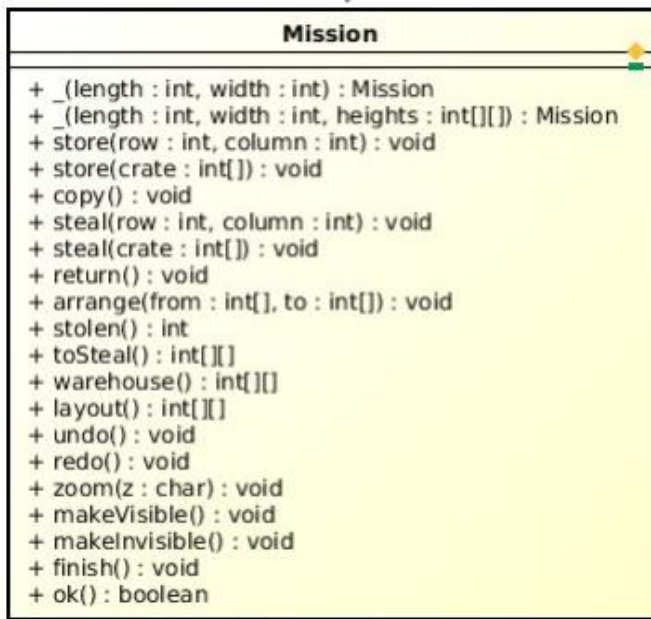 Mission
+ _(length : int, width : int) : Mission
+ _(length : int, width : int, heights : int[][]) : Mission
+ store(row : int, column : int) : void
+ store(crate : int[]) : void
+ copy() : void
+ steal(row : int, column : int) : void
+ steal(crate : int[]) : void
+ return() : void
+ arrange(from : int[], to : int[]) : void
+ stolen() : int
+ toSteal() : int[][]
+ warehouse() : int[][]
+ layout() : int[][]
+ undo() : void
+ redo() : void
+ zoom(z : char) : void
+ makeVisible() : void
+ makeInvisible() : void
+ finish() : void
+ ok() : boolean